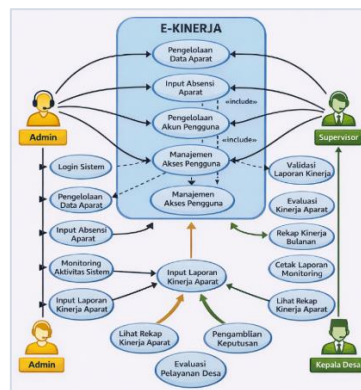 E-KINERJA
Pengelolaan
Data Aparat
Input Absensi
Aparat
«include»
Pengelolaan
Akun Pengguna
«include»
Manajemen
Akses Pengguna
Manajemen
Akses Pengguna
Admin
Supervisor
Login Sistem
Pengelolaan
Data Aparat
Input Absensi
Aparat
Monitoring
Aktivitas Sistem
Input Laporan
Kinerja Aparat
Validasi
Laporan Kinerja
Evaluasi
Kinerja Aparat
Rekap Kinerja
Bulanan
Cetak Laporan
Monitoring
Lihat Rekap
Kinerja Aparat
Input Laporan
Kinerja Aparat
Lihat Rekap
Kinerja Aparat
Pengambilan
Keputusan
Evaluasi
Pelayanan Desa
Admin
Kepala Desa